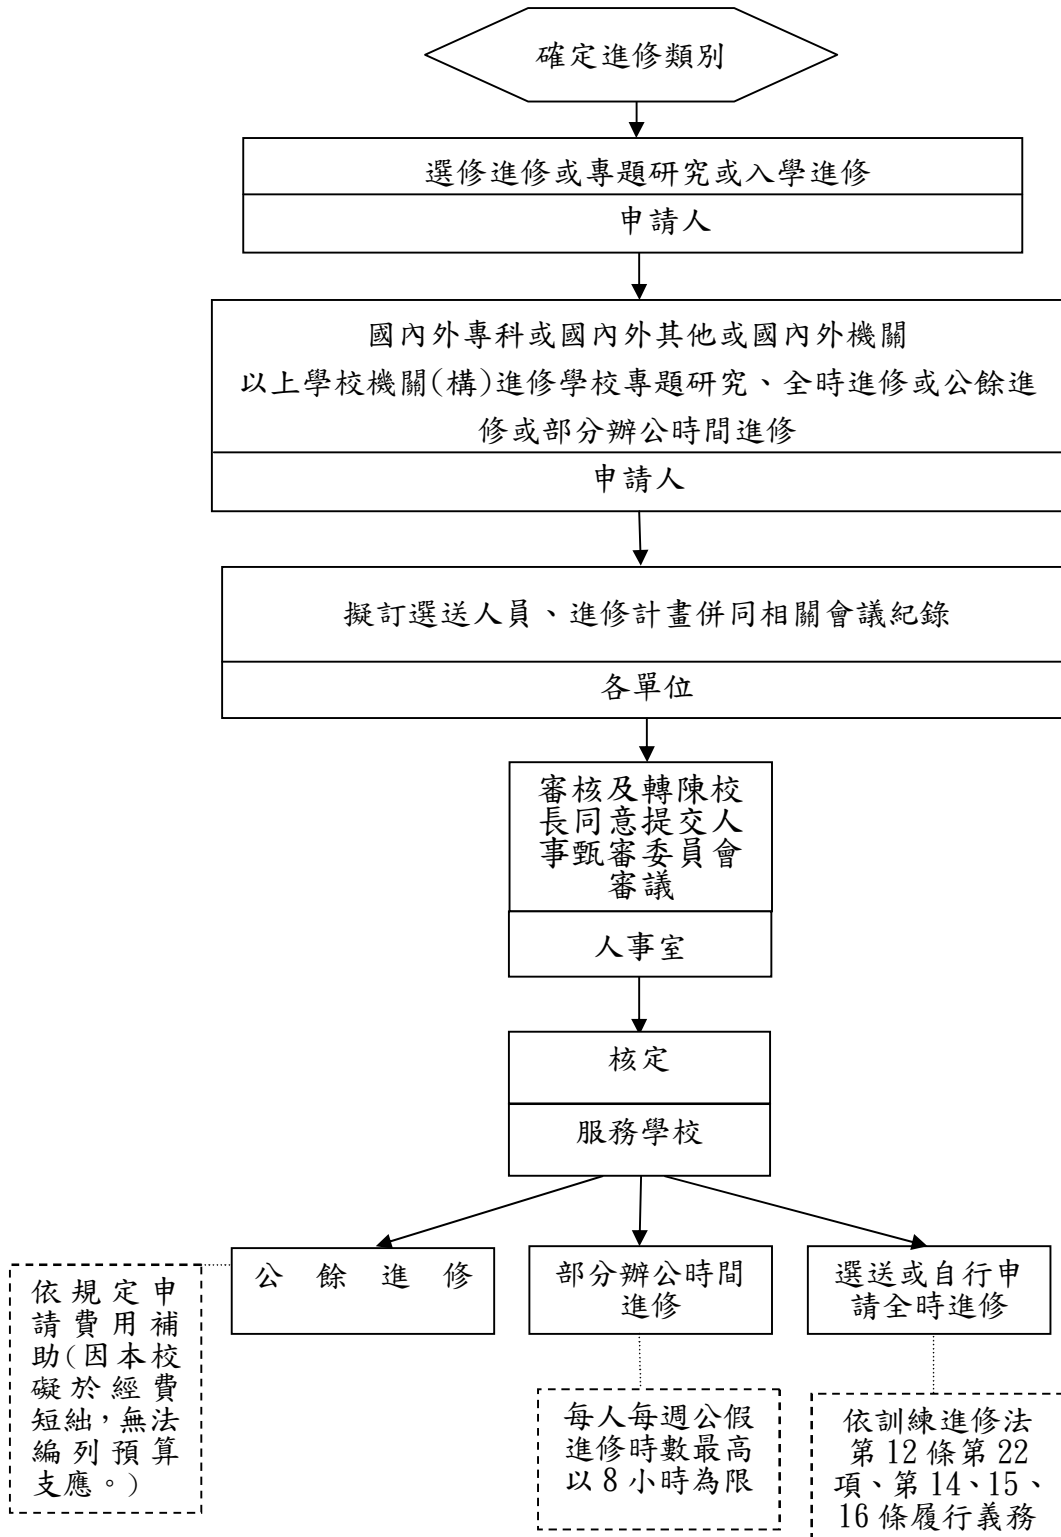 確定進修類別
選修進修或專題研究或入學進修
申請人
國內外專科或國內外其他或國內外機關
以上學校機關(構)進修學校專題研究、全時進修或公餘進
修或部分辦公時間進修
申請人
擬訂選送人員、進修計畫併同相關會議紀錄
各單位
審核及轉陳校
長同意提交人
事甄審委員會
審議
人事室
核定
服務學校
公餘進修
部分辦公時間
進修
選送或自行申
請全時進修
依規定申
請費用補
助(因本校
礙於經費
短絀，無法
編列預算
支應。)
每人每週公假
進修時數最高
以8小時為限
依訓練進修法
第12條第22
項、第14、15、
16條履行義務